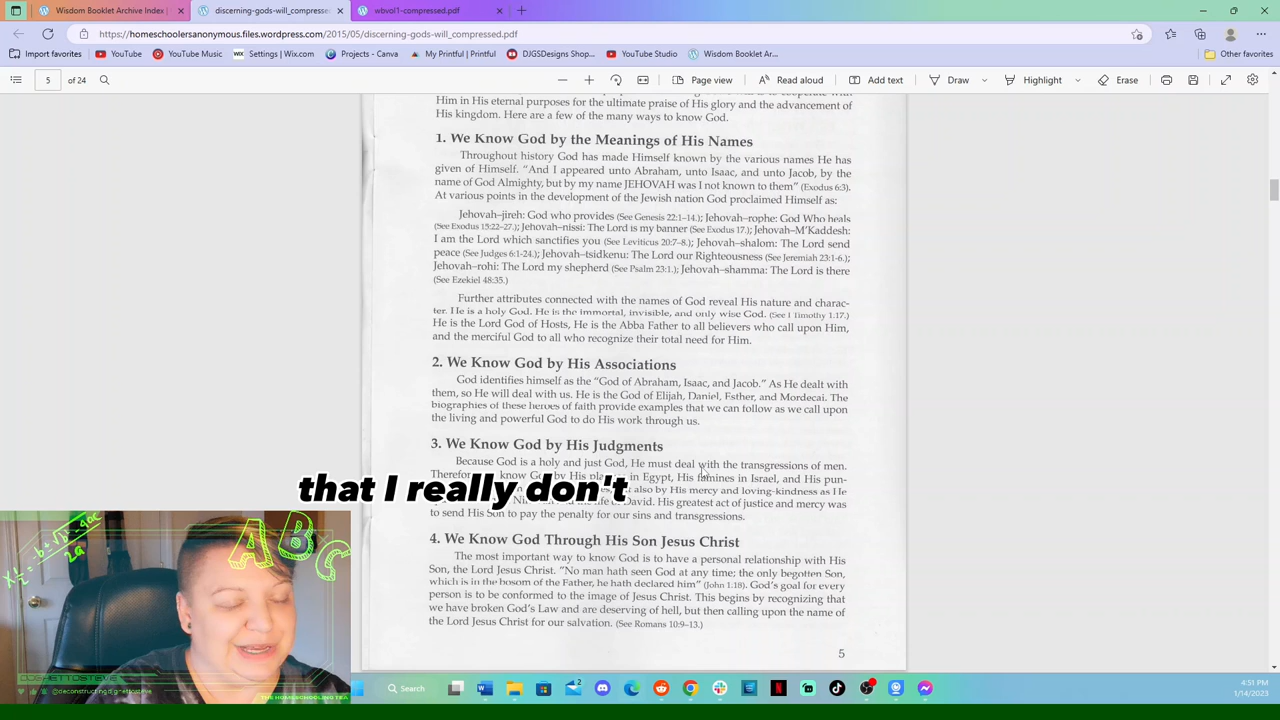 Wisdom Booklet Archive Index |
discerning-gods-will_compressed
wbvol1-compressed.pdf
https://homeschoolersanonymous.files.wordpress.com/2015/05/discerning-gods-will_compressed.pdf
Import favorites YouTube YouTube Music Settings | Wix.com Projects - Canva My Printful | Printful DJGSDesigns Shop... YouTube Studio Wisdom Booklet Ar... Other favorites
5 of 24 Page view Read aloud Add text Draw Highlight Erase
Him in His eternal purposes for the ultimate praise of His glory and the advancement of
His kingdom. Here are a few of the many ways to know God.
1. We Know God by the Meanings of His Names
Throughout history God has made Himself known by the various names He has
given of Himself. “And I appeared unto Abraham, unto Isaac, and unto Jacob, by the
name of God Almighty, but by my name JEHOVAH was I not known to them” (Exodus 6:3).
At various points in the development of the Jewish nation God proclaimed Himself as:
Jehovah–jireh: God who provides (See Genesis 22:1–14.); Jehovah–rophe: God Who heals
(See Exodus 15:22–27.); Jehovah–nissi: The Lord is my banner (See Exodus 17.); Jehovah–M’Kaddesh:
I am the Lord which sanctifies you (See Leviticus 20:7–8.); Jehovah–shalom: The Lord send
peace (See Judges 6:1-24.); Jehovah–tsidkenu: The Lord our Righteousness (See Jeremiah 23:1-6.);
Jehovah–rohi: The Lord my shepherd (See Psalm 23:1.); Jehovah–shamma: The Lord is there
(See Ezekiel 48:35.)
Further attributes connected with the names of God reveal His nature and charac-
ter. He is a holy God. He is the immortal, invisible, and only wise God. (See I Timothy 1.17.)
He is the Lord God of Hosts, He is the Abba Father to all believers who call upon Him,
and the merciful God to all who recognize their total need for Him.
2. We Know God by His Associations
God identifies himself as the “God of Abraham, Isaac, and Jacob.” As He dealt with
them, so He will deal with us. He is the God of Elijah, Daniel, Esther, and Mordecai. The
biographies of these heroes of faith provide examples that we can follow as we call upon
the living and powerful God to do His work through us.
3. We Know God by His Judgments
Because God is a holy and just God, He must deal with the transgressions of men.
know God by His in Egypt, His famines in Israel, and His pun-
also by His mercy and loving-kindness as He
of David. His greatest act of justice and mercy was
to send His Son to pay the penalty for our sins and transgressions.
that I really don't
4. We Know God Through His Son Jesus Christ
The most important way to know God is to have a personal relationship with His
Son, the Lord Jesus Christ. “No man hath seen God at any time; the only begotten Son,
which is in the bosom of the Father, he hath declared him” (John 1.18). God’s goal for every
person is to be conformed to the image of Jesus Christ. This begins by recognizing that
we have broken God’s Law and are deserving of hell, but then calling upon the name of
the Lord Jesus Christ for our salvation. (See Romans 10:9–13.)
5
ABC
@deconstructingdighettosteve
THE HOMESCHOOLING TEA
Search
4:51 PM
1/14/2023